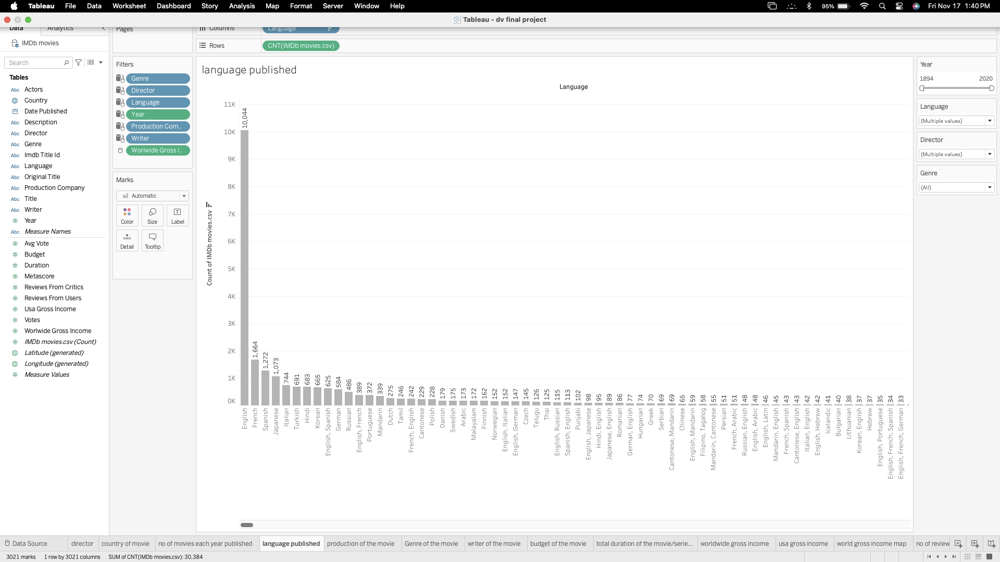 Tableau File Data Worksheet Dashboard Story Analysis Map Format Server Window Help 95% Fri Nov 17 1:40 PM
Tableau - dv final project
Data Analytics
IMDb movies
Search
Tables
Abc Actors
Country
Date Published
Abc Description
Abc Director
Abc Genre
Abc Imdb Title Id
Abc Language
Abc Original Title
Abc Production Company
Abc Title
Abc Writer
Year
Abc Measure Names
Avg Vote
Budget
Duration
Metascore
Reviews From Critics
Reviews From Users
Usa Gross Income
Votes
Worlwide Gross Income
IMDb movies.csv (Count)
Latitude (generated)
Longitude (generated)
Measure Values
Pages
Filters
Genre
Director
Language
Year
Production Com..
Writer
Worlwide Gross I..
Marks
Automatic
Color Size Label
Detail Tooltip
Columns Language
Rows CNT(IMDb movies.csv)
language published
Language
Count of IMDb movies.csv
11K
10K
9K
8K
7K
6K
5K
4K
3K
2K
1K
0K
10,044
1,664
1,272
1,073
744
691
683
665
625
584
486
389
372
339
275
246
242
229
228
179
175
173
172
162
152
152
147
145
126
125
115
113
102
98
95
89
86
77
74
70
69
69
65
59
58
55
51
51
48
48
46
45
43
43
42
42
41
40
38
37
37
35
34
33
English
French
Spanish
Japanese
Italian
Turkish
Hindi
Korean
English, Spanish
German
Russian
English, French
Portuguese
Mandarin
Dutch
Tamil
French, English
Cantonese
Polish
Danish
Swedish
Arabic
Malayalam
Finnish
Norwegian
English, Italian
English, German
Czech
Telugu
Thai
English, Russian
Spanish, English
Punjabi
English, Japanese
Hindi, English
Japanese, English
Romanian
German, English
Hungarian
Greek
Serbian
Cantonese, Mandarin
Chinese
English, Mandarin
Filipino, Tagalog
Mandarin, Cantonese
Persian
French, Arabic
Russian, English
English, Arabic
English, Latin
Mandarin, English
French, Spanish
Cantonese, English
Italian, English
English, Hebrew
Icelandic
Bulgarian
Lithuanian
Korean, English
Hebrew
English, Portuguese
English, French, Spanish
English, French, German
Year
1894 2020
Language
(Multiple values)
Director
(Multiple values)
Genre
(All)
Data Source director country of movie no of movies each year published language published production of the movie Genre of the movie writer of the movie budget of the movie total duration of the movie/serie... worldwide gross income usa gross income world gross income map no of review
3021 marks 1 row by 3021 columns SUM of CNT(IMDb movies.csv): 30,384